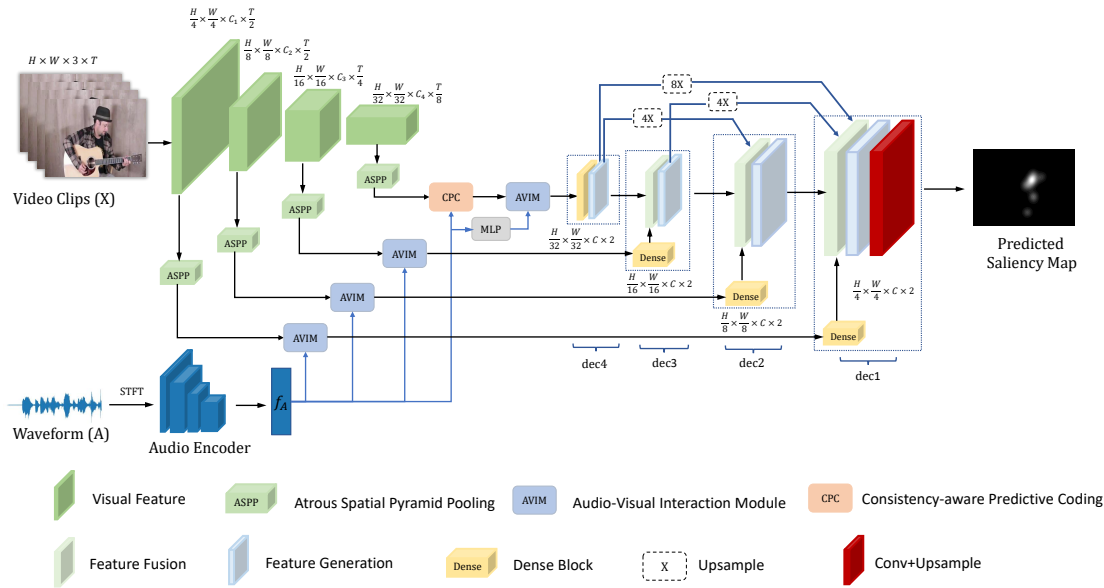 H × W × 3 × T
H/4 × W/4 × C₁ × T/2
H/8 × W/8 × C₂ × T/2
H/16 × W/16 × C₃ × T/4
H/32 × W/32 × C₄ × T/8
Video Clips (X)
ASPP
ASPP
ASPP
ASPP
CPC
AVIM
MLP
AVIM
AVIM
AVIM
8X
4X
4X
H/32 × W/32 × C × 2
Dense
H/16 × W/16 × C × 2
Dense
H/8 × W/8 × C × 2
H/4 × W/4 × C × 2
Dense
dec4
dec3
dec2
dec1
Predicted
Saliency Map
STFT
Waveform (A)
Audio Encoder
f_A
Visual Feature
ASPP
Atrous Spatial Pyramid Pooling
AVIM
Audio-Visual Interaction Module
CPC
Consistency-aware Predictive Coding
Feature Fusion
Feature Generation
Dense
Dense Block
X
Upsample
Conv+Upsample